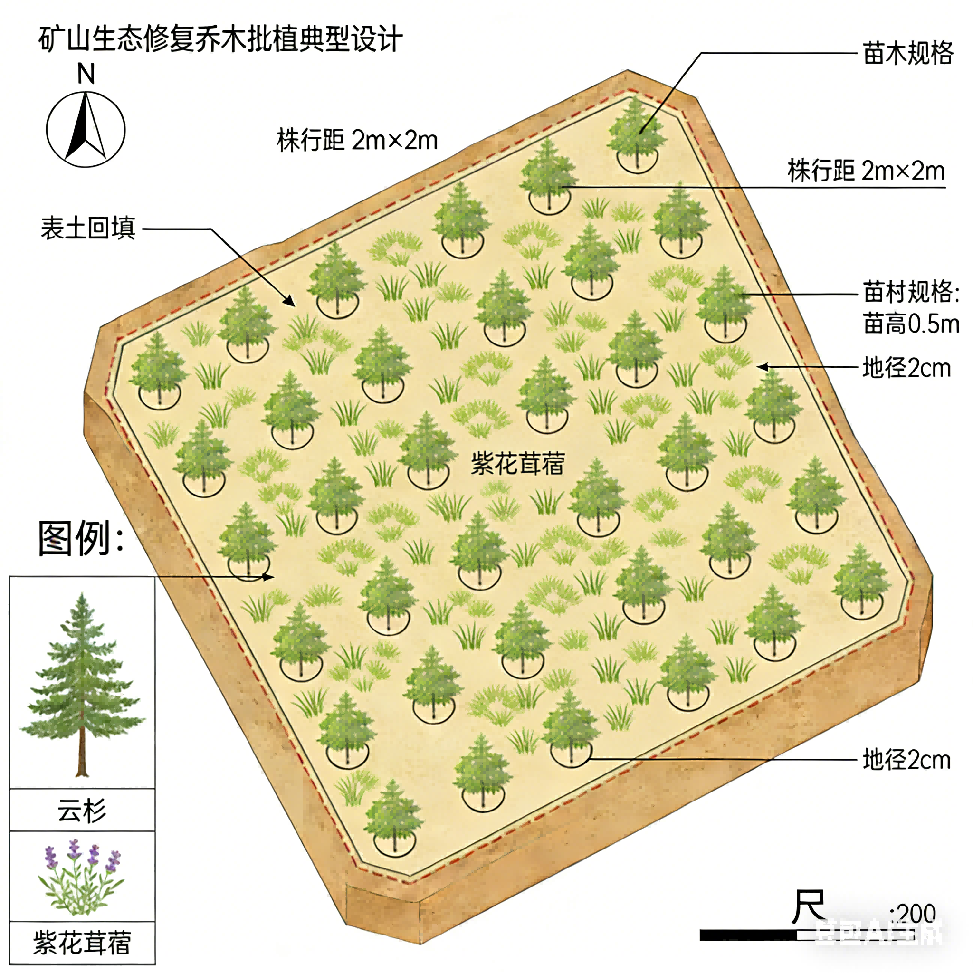 矿山生态修复乔木批植典型设计
N
苗木规格
株行距 2m×2m
株行距 2m×2m
表土回填
苗村规格:
苗高0.5m
地径2cm
紫花茸蓿
图例:
云杉
紫花茸蓿
地径2cm
尺
:200